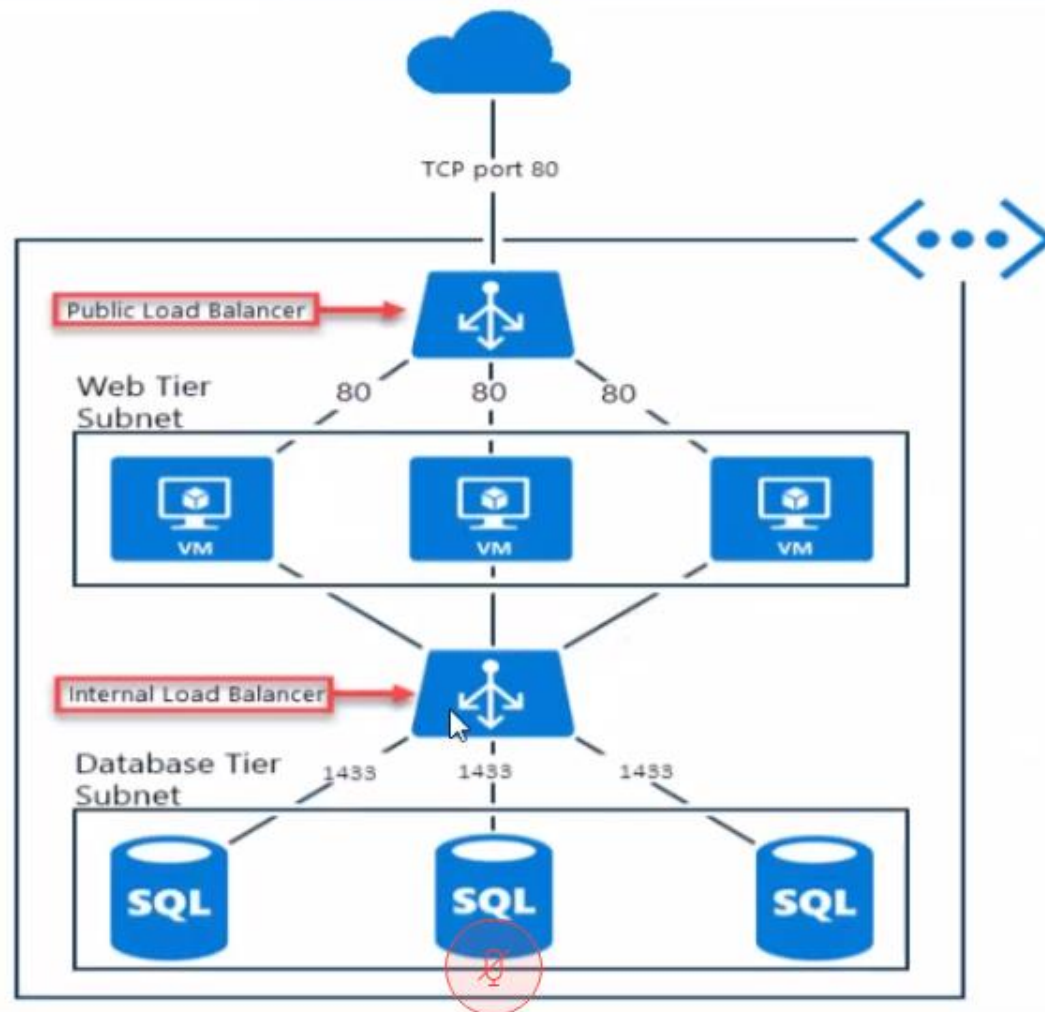 TCP port 80
Public Load Balancer
80
80
80
Web Tier
Subnet
VM
VM
VM
Internal Load Balancer
1433
1433
1433
Database Tier
Subnet
SQL
SQL
SQL